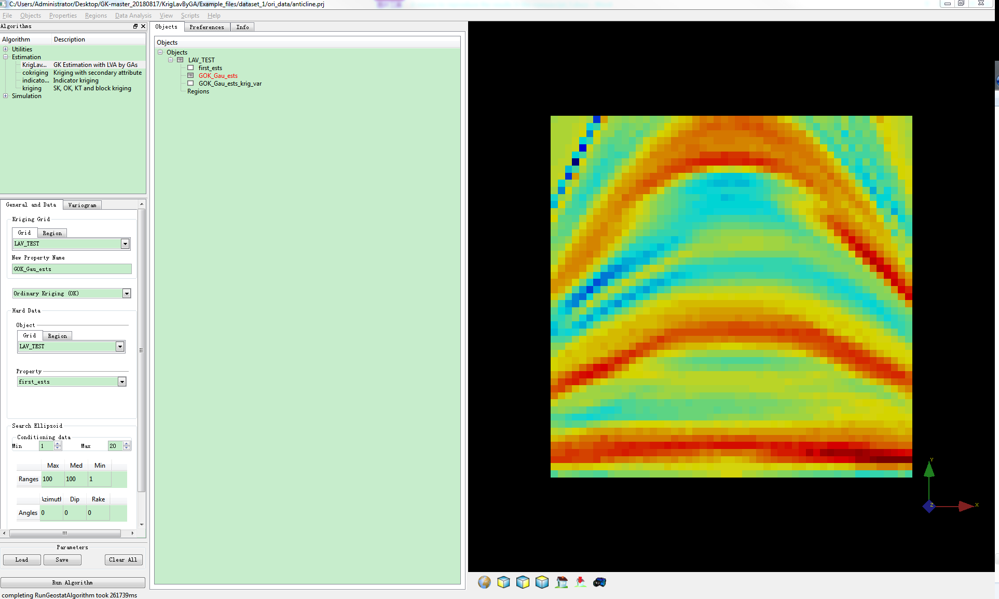 C:/Users/Administrator/Desktop/GK-master_20180817/KrigLavByGA/Example_files/dataset_1/ori_data/anticline.prj
File Objects Properties Regions Data Analysis View Scripts Help
Algorithms
Algorithm Description
Utilities
Estimation
KrigLav... GK Estimation with LVA by GAs
cokriging Kriging with secondary attribute
indicato... Indicator kriging
kriging SK, OK, KT and block kriging
Simulation
General and Data Variogram
Kriging Grid
Grid Region
LAV_TEST
New Property Name
GOK_Gau_ests
Ordinary Kriging (OK)
Hard Data
Object
Grid Region
LAV_TEST
Property
first_ests
Search Ellipsoid
Conditioning data
Min 1 Max 20
Max Med Min
Ranges 100 100 1
Azimuth Dip Rake
Angles 0 0 0
Parameters
Load Save Clear All
Run Algorithm
completing RunGeostatAlgorithm took 261739ms
Objects Preferences Info
Objects
Objects
LAV_TEST
first_ests
GOK_Gau_ests
GOK_Gau_ests_krig_var
Regions
Y
Z
X